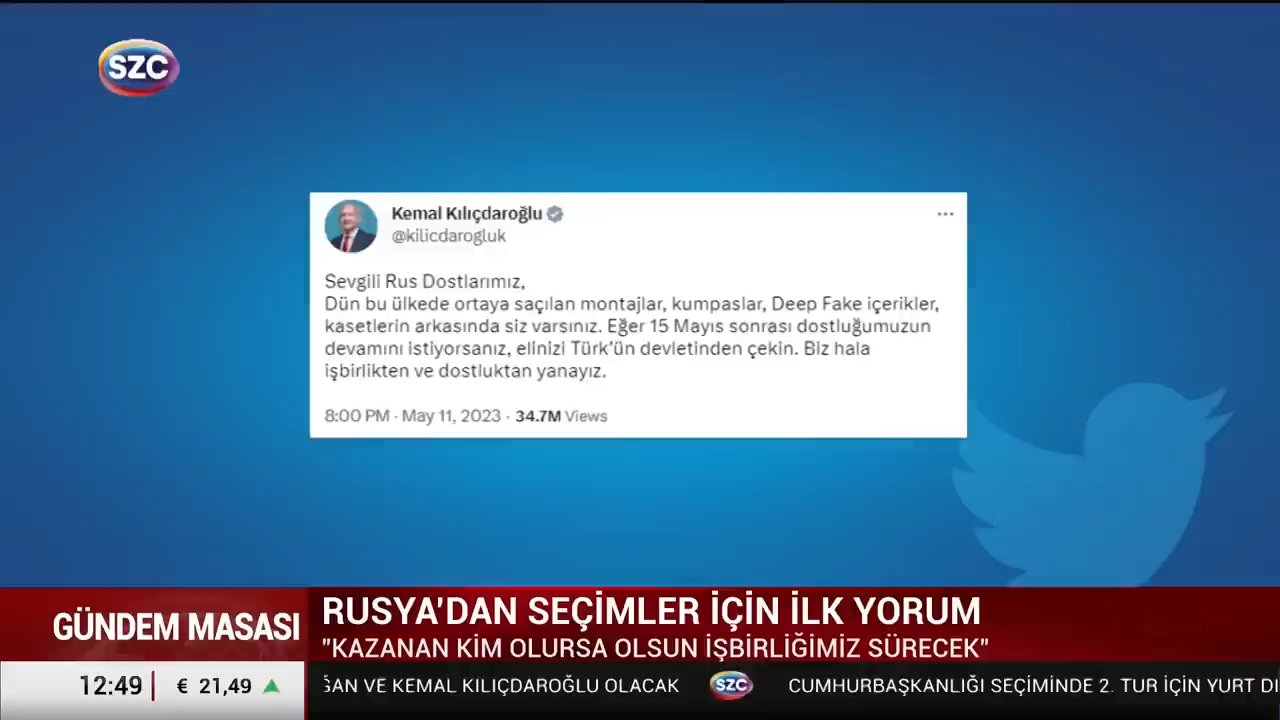 SZC
Kemal Kılıçdaroğlu
@kilicdarogluk
Sevgili Rus Dostlarımız,
Dün bu ülkede ortaya saçılan montajlar, kumpaslar, Deep Fake içerikler,
kasetlerin arkasında siz varsınız. Eğer 15 Mayıs sonrası dostluğumuzun
devamını istiyorsanız, elinizi Türk'ün devletinden çekin. Biz hala
işbirlikten ve dostluktan yanayız.
8:00 PM · May 11, 2023 · 34.7M Views
GÜNDEM MASASI
RUSYA'DAN SEÇİMLER İÇİN İLK YORUM
"KAZANAN KİM OLURSA OLSUN İŞBİRLİĞİMİZ SÜRECEK"
12:49 € 21,49 VE KEMAL KILIÇDAROĞLU OLACAK SZC CUMHURBAŞKANLIĞI SEÇİMİNDE 2. TUR İÇİN YURT